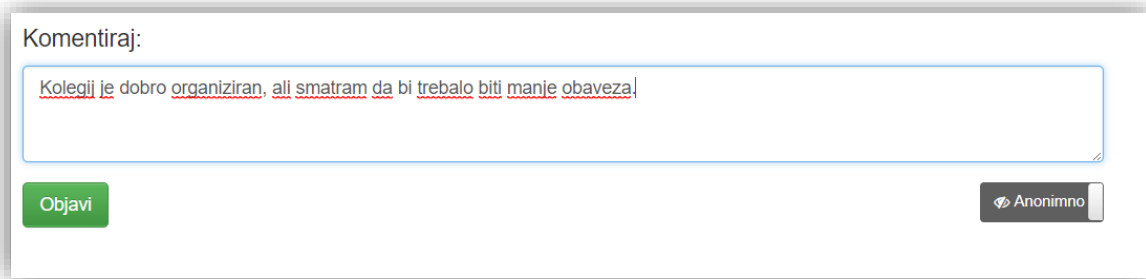 Komentiraj:
Kolegij je dobro organiziran, ali smatram da bi trebalo biti manje obaveza.
Objavi
Anonimno